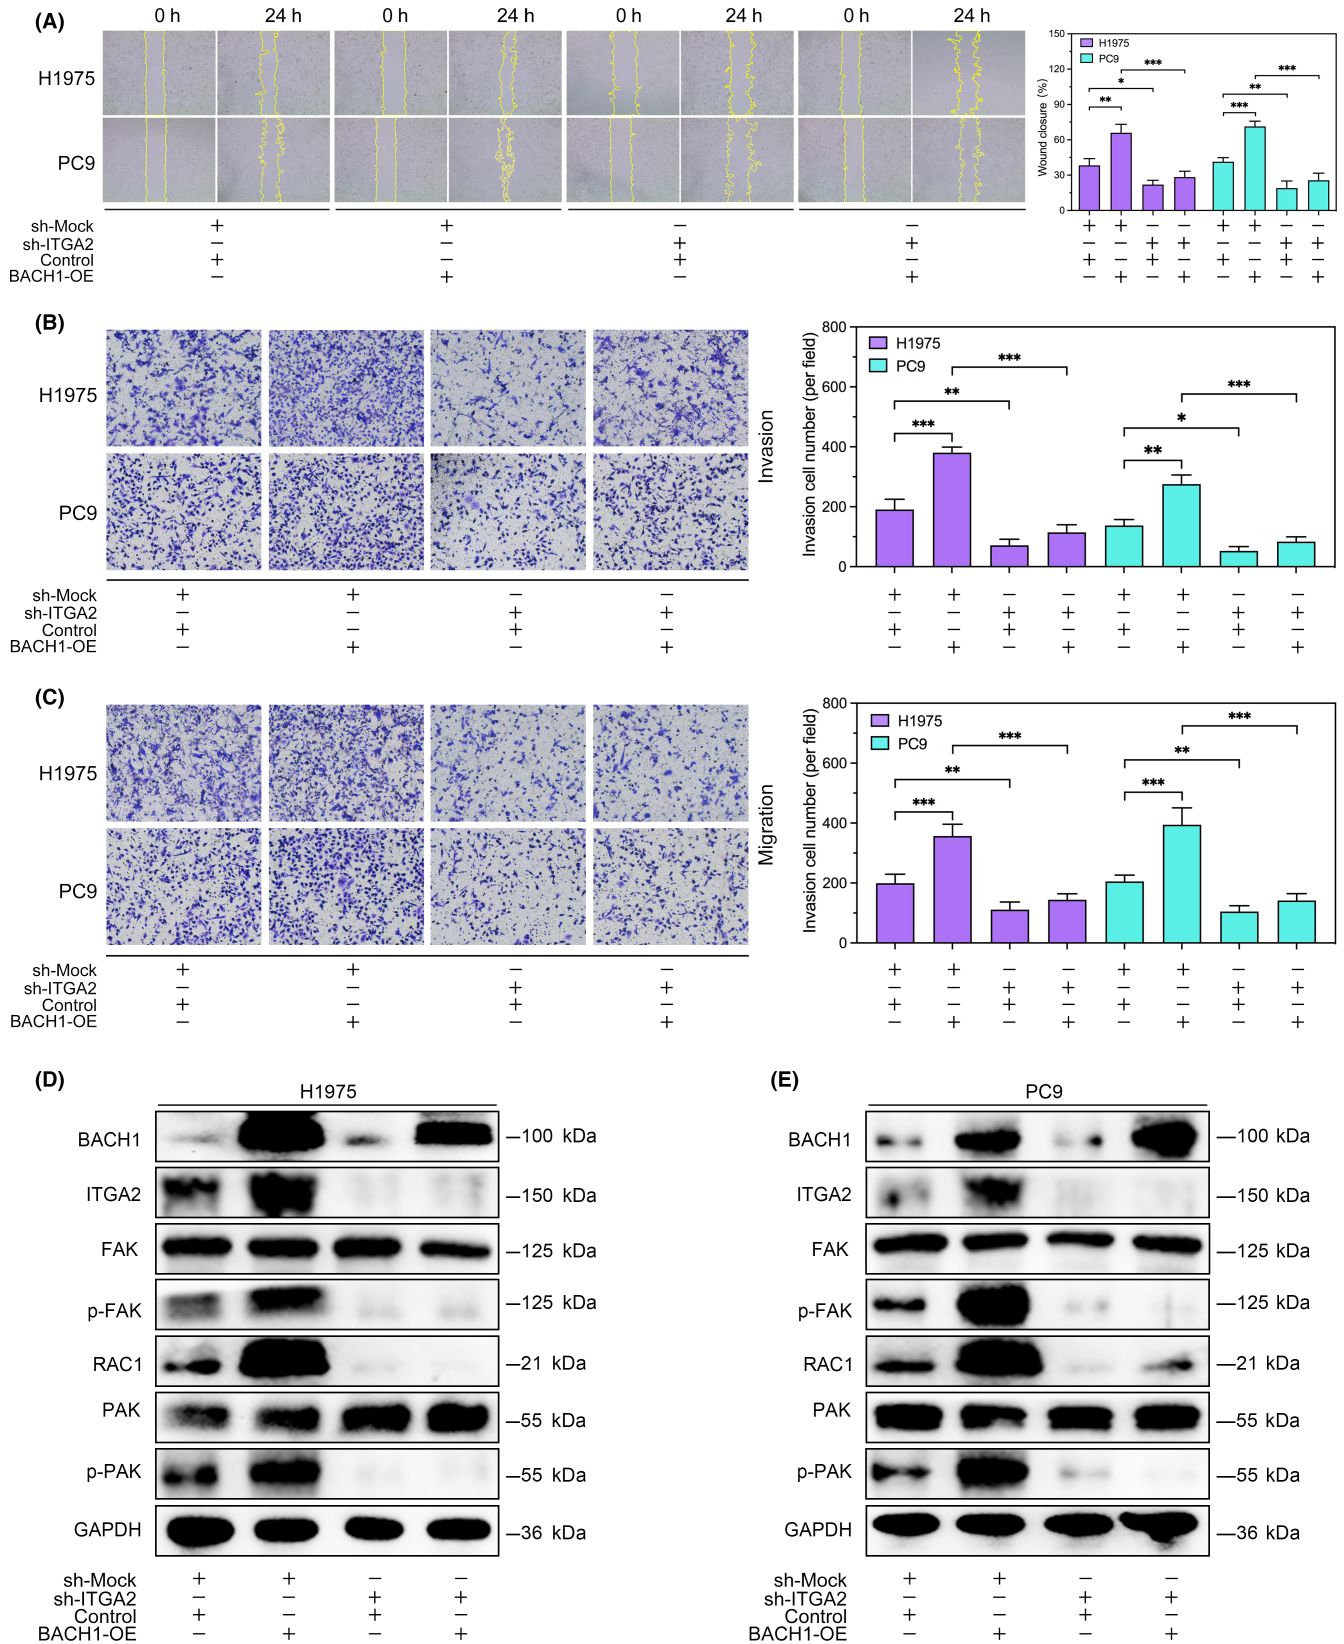 (A)
0 h 24 h 0 h 24 h 0 h 24 h 0 h 24 h
H1975
PC9
sh-Mock + + − −
sh-ITGA2 − − + +
Control + − + −
BACH1-OE − + − +
150
120
90
60
30
0
Wound closure (%)
H1975
PC9
** * *** *** ** ***
+ + − − + + − −
− − + + − − + +
+ − + − + − + −
− + − + − + − +
(B)
H1975
PC9
Invasion
sh-Mock + + − −
sh-ITGA2 − − + +
Control + − + −
BACH1-OE − + − +
800
600
400
200
0
Invasion cell number (per field)
H1975
PC9
*** ** *** ** * ***
+ + − − + + − −
− − + + − − + +
+ − + − + − + −
− + − + − + − +
(C)
H1975
PC9
Migration
sh-Mock + + − −
sh-ITGA2 − − + +
Control + − + −
BACH1-OE − + − +
800
600
400
200
0
Invasion cell number (per field)
H1975
PC9
*** ** *** *** ** ***
+ + − − + + − −
− − + + − − + +
+ − + − + − + −
− + − + − + − +
(D)
H1975
BACH1 –100 kDa
ITGA2 –150 kDa
FAK –125 kDa
p-FAK –125 kDa
RAC1 –21 kDa
PAK –55 kDa
p-PAK –55 kDa
GAPDH –36 kDa
sh-Mock + + − −
sh-ITGA2 − − + +
Control + − + −
BACH1-OE − + − +
(E)
PC9
BACH1 –100 kDa
ITGA2 –150 kDa
FAK –125 kDa
p-FAK –125 kDa
RAC1 –21 kDa
PAK –55 kDa
p-PAK –55 kDa
GAPDH –36 kDa
sh-Mock + + − −
sh-ITGA2 − − + +
Control + − + −
BACH1-OE − + − +